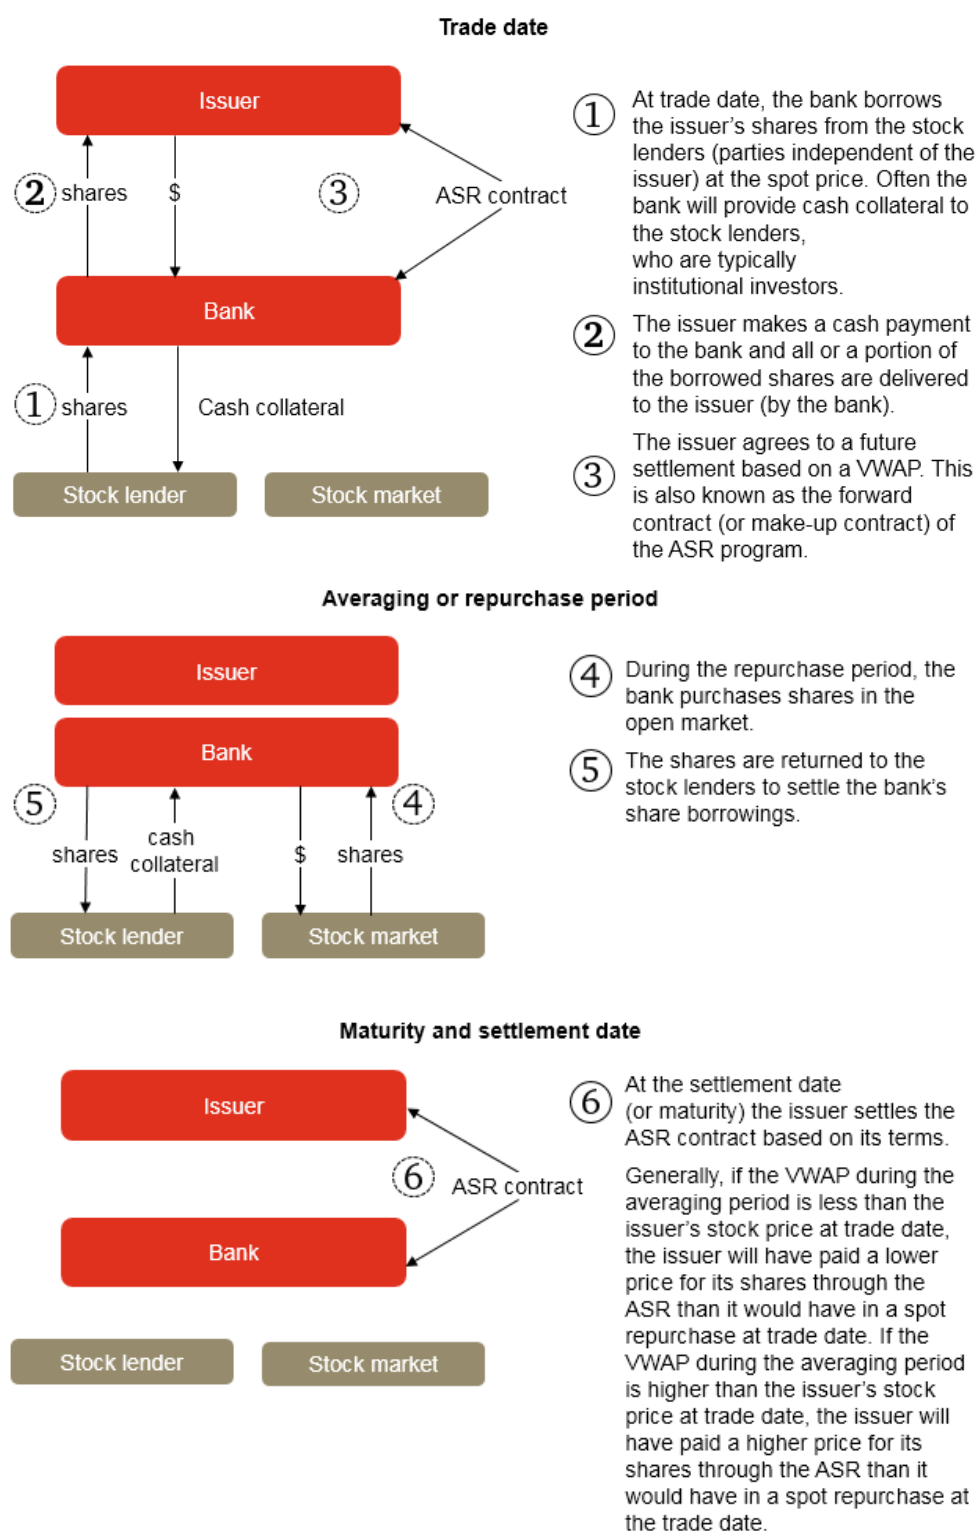 Trade date
Issuer
2 shares
$
3
ASR contract
Bank
1 shares
Cash collateral
Stock lender
Stock market
1 At trade date, the bank borrows
the issuer's shares from the stock
lenders (parties independent of the
issuer) at the spot price. Often the
bank will provide cash collateral to
the stock lenders,
who are typically
institutional investors.
2 The issuer makes a cash payment
to the bank and all or a portion of
the borrowed shares are delivered
to the issuer (by the bank).
3 The issuer agrees to a future
settlement based on a VWAP. This
is also known as the forward
contract (or make-up contract) of
the ASR program.
Averaging or repurchase period
Issuer
Bank
5
shares
cash
collateral
$
shares
4
Stock lender
Stock market
4 During the repurchase period, the
bank purchases shares in the
open market.
5 The shares are returned to the
stock lenders to settle the bank's
share borrowings.
Maturity and settlement date
Issuer
6 ASR contract
Bank
Stock lender
Stock market
6 At the settlement date
(or maturity) the issuer settles the
ASR contract based on its terms.
Generally, if the VWAP during the
averaging period is less than the
issuer's stock price at trade date,
the issuer will have paid a lower
price for its shares through the
ASR than it would have in a spot
repurchase at trade date. If the
VWAP during the averaging period
is higher than the issuer's stock
price at trade date, the issuer will
have paid a higher price for its
shares through the ASR than it
would have in a spot repurchase at
the trade date.